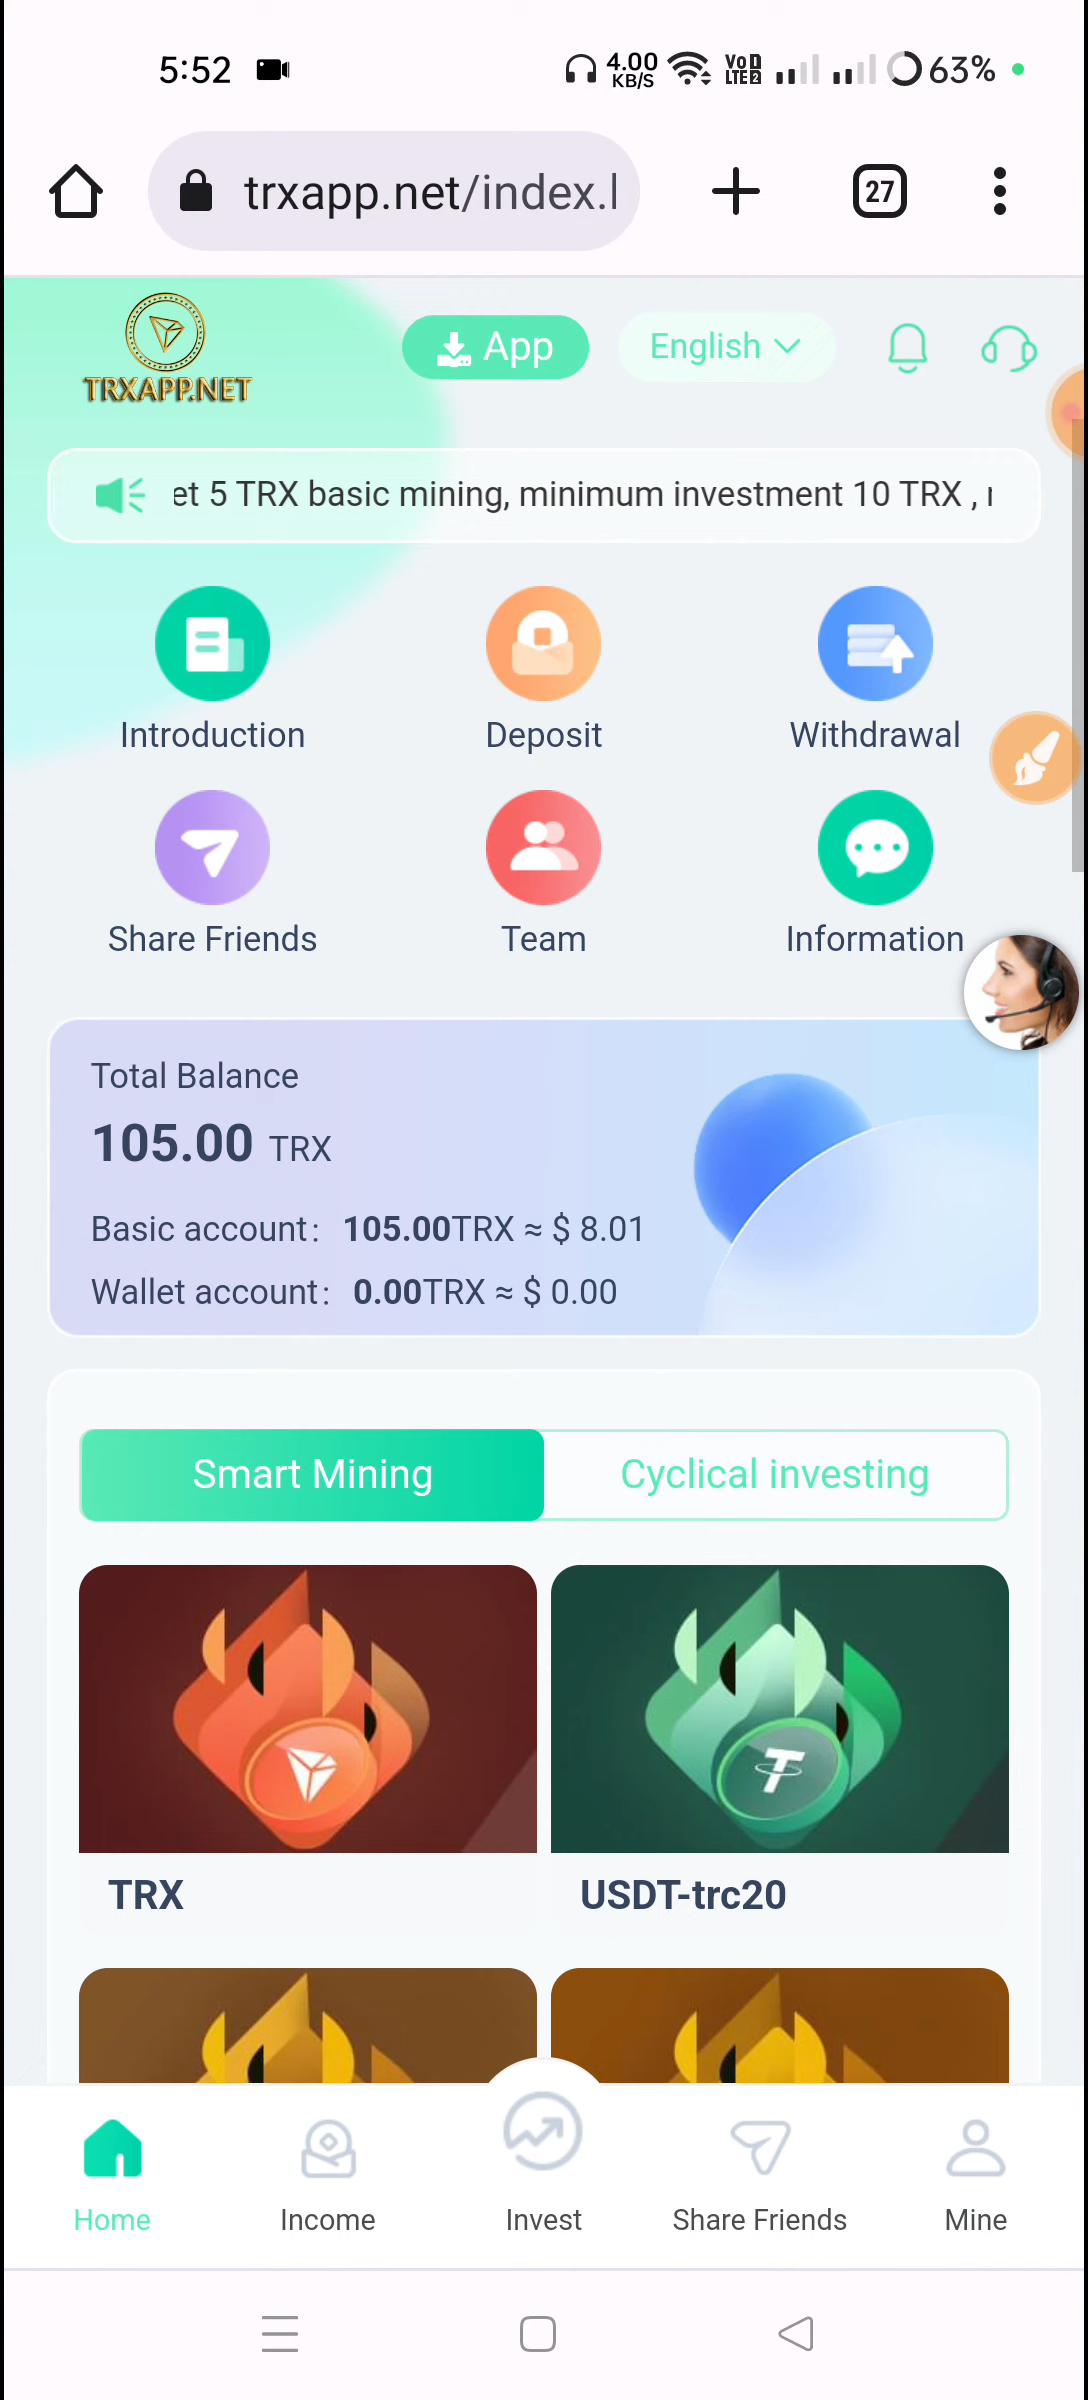 5:52 4.00 KB/S Vo LTE 2 63%
trxapp.net/index.
27
TRXAPP.NET
App
English
et 5 TRX basic mining, minimum investment 10 TRX ,
Introduction Deposit Withdrawal
Share Friends Team Information
Total Balance
105.00 TRX
Basic account: 105.00TRX ≈ $ 8.01
Wallet account: 0.00TRX ≈ $ 0.00
Smart Mining Cyclical investing
TRX USDT-trc20
Home Income Invest Share Friends Mine